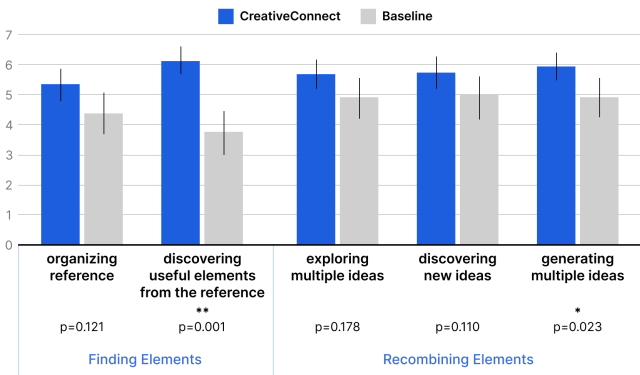 CreativeConnect Baseline
7
6
5
4
3
2
1
0
organizing
reference
discovering
useful elements
from the reference
exploring
multiple ideas
discovering
new ideas
generating
multiple ideas
** *
p=0.121 p=0.001 p=0.178 p=0.110 p=0.023
Finding Elements Recombining Elements